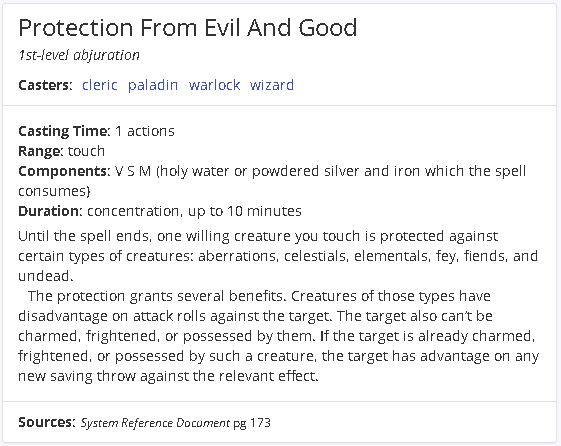 Protection From Evil And Good
1st-level abjuration
Casters: cleric paladin warlock wizard
Casting Time: 1 actions
Range: touch
Components: V S M (holy water or powdered silver and iron which the spell
consumes}
Duration: concentration, up to 10 minutes
Until the spell ends, one willing creature you touch is protected against
certain types of creatures: aberrations, celestials, elementals, fey, fiends, and
undead.
The protection grants several benefits. Creatures of those types have
disadvantage on attack rolls against the target. The target also can't be
charmed, frightened, or possessed by them. If the target is already charmed,
frightened, or possessed by such a creature, the target has advantage on any
new saving throw against the relevant effect.
Sources: System Reference Document pg 173